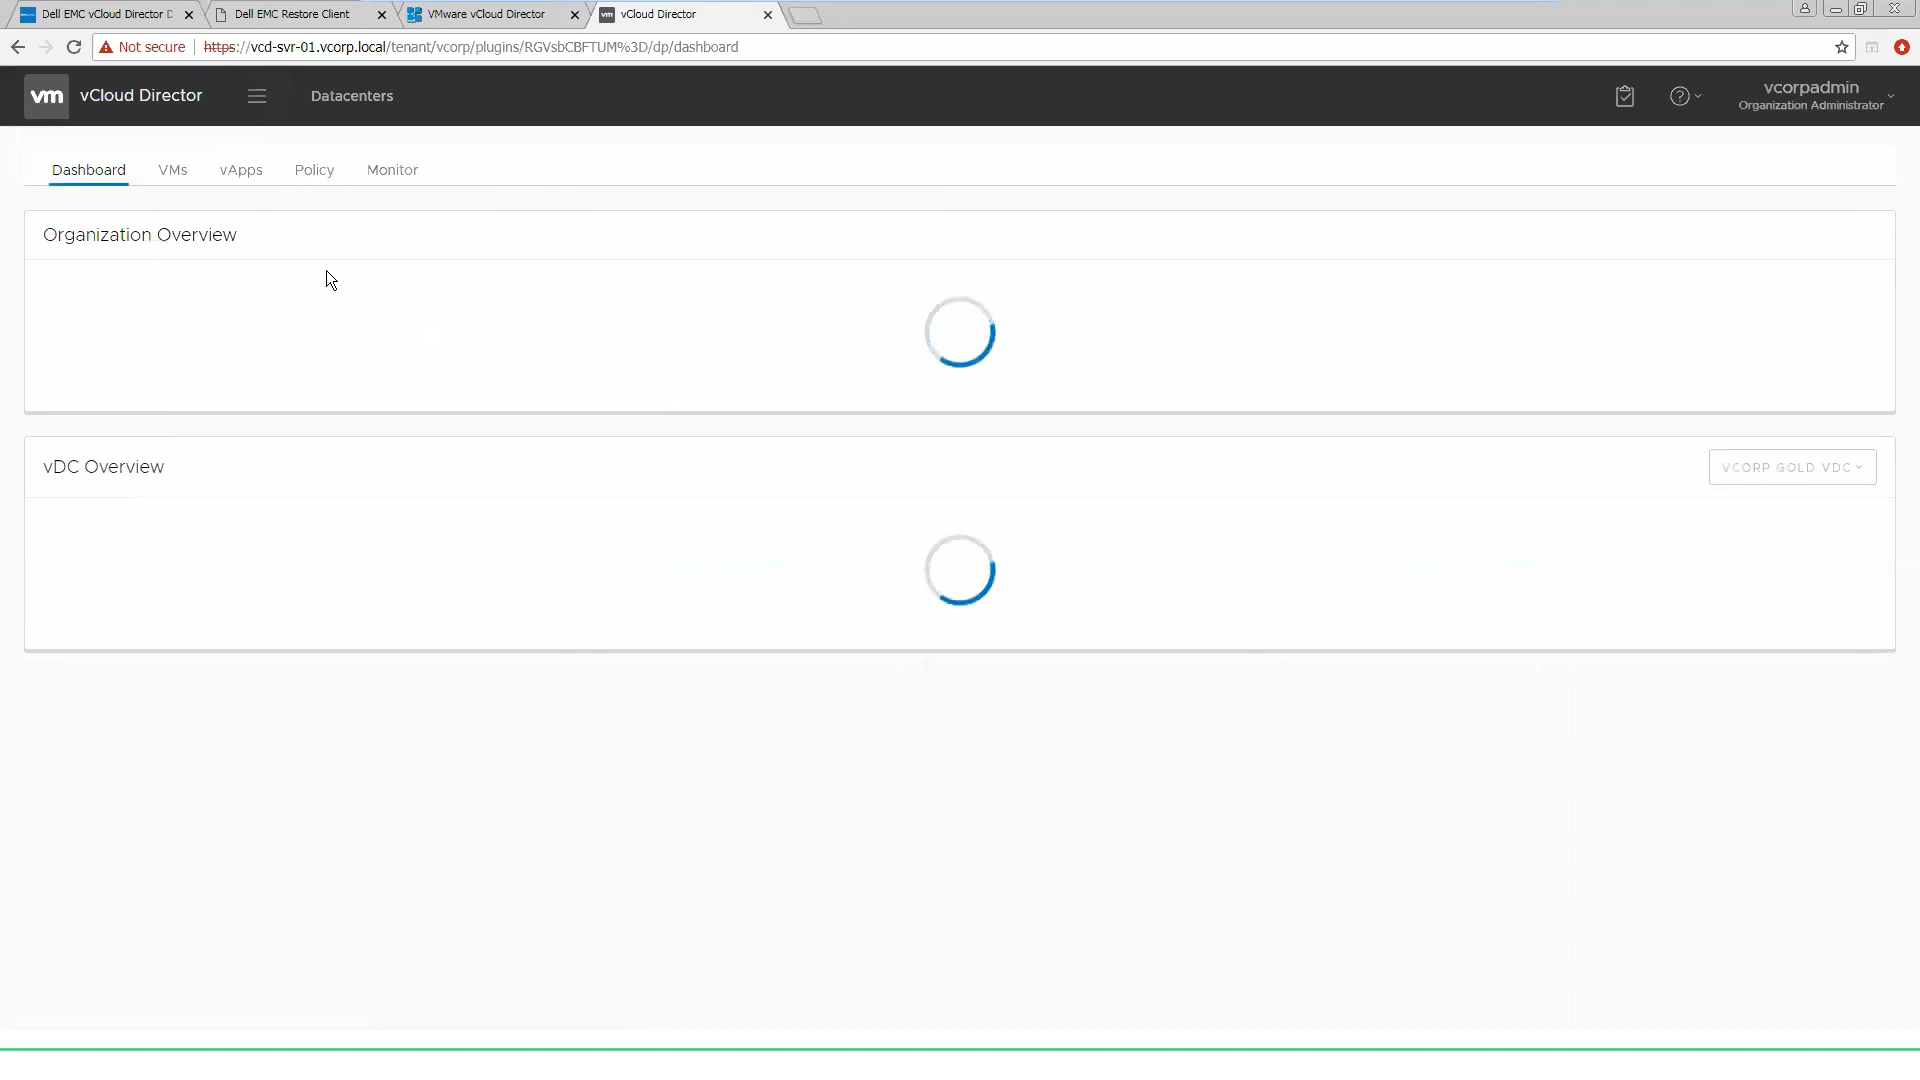 Dell EMC vCloud Director D
Dell EMC Restore Client
VMware vCloud Director
vm vCloud Director
Not secure
https://vcd-svr-01.vcorp.local/tenant/vcorp/plugins/RGVsbCBFTUM%3D/dp/dashboard
vm
vCloud Director
Datacenters
vcorpadmin
Organization Administrator
Dashboard
VMs
vApps
Policy
Monitor
Organization Overview
vDC Overview
VCORP GOLD VDC